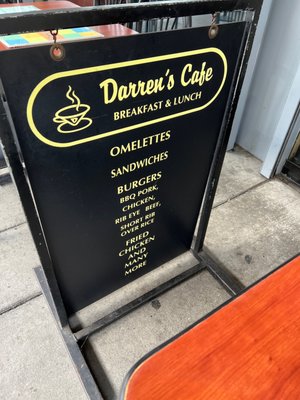 Darren's Cafe
BREAKFAST & LUNCH
OMELETTES
SANDWICHES
BURGERS
BBQ PORK,
CHICKEN,
RIB EYE BEEF,
SHORT RIB
OVER RICE
FRIED
CHICKEN
AND
MANY
MORE